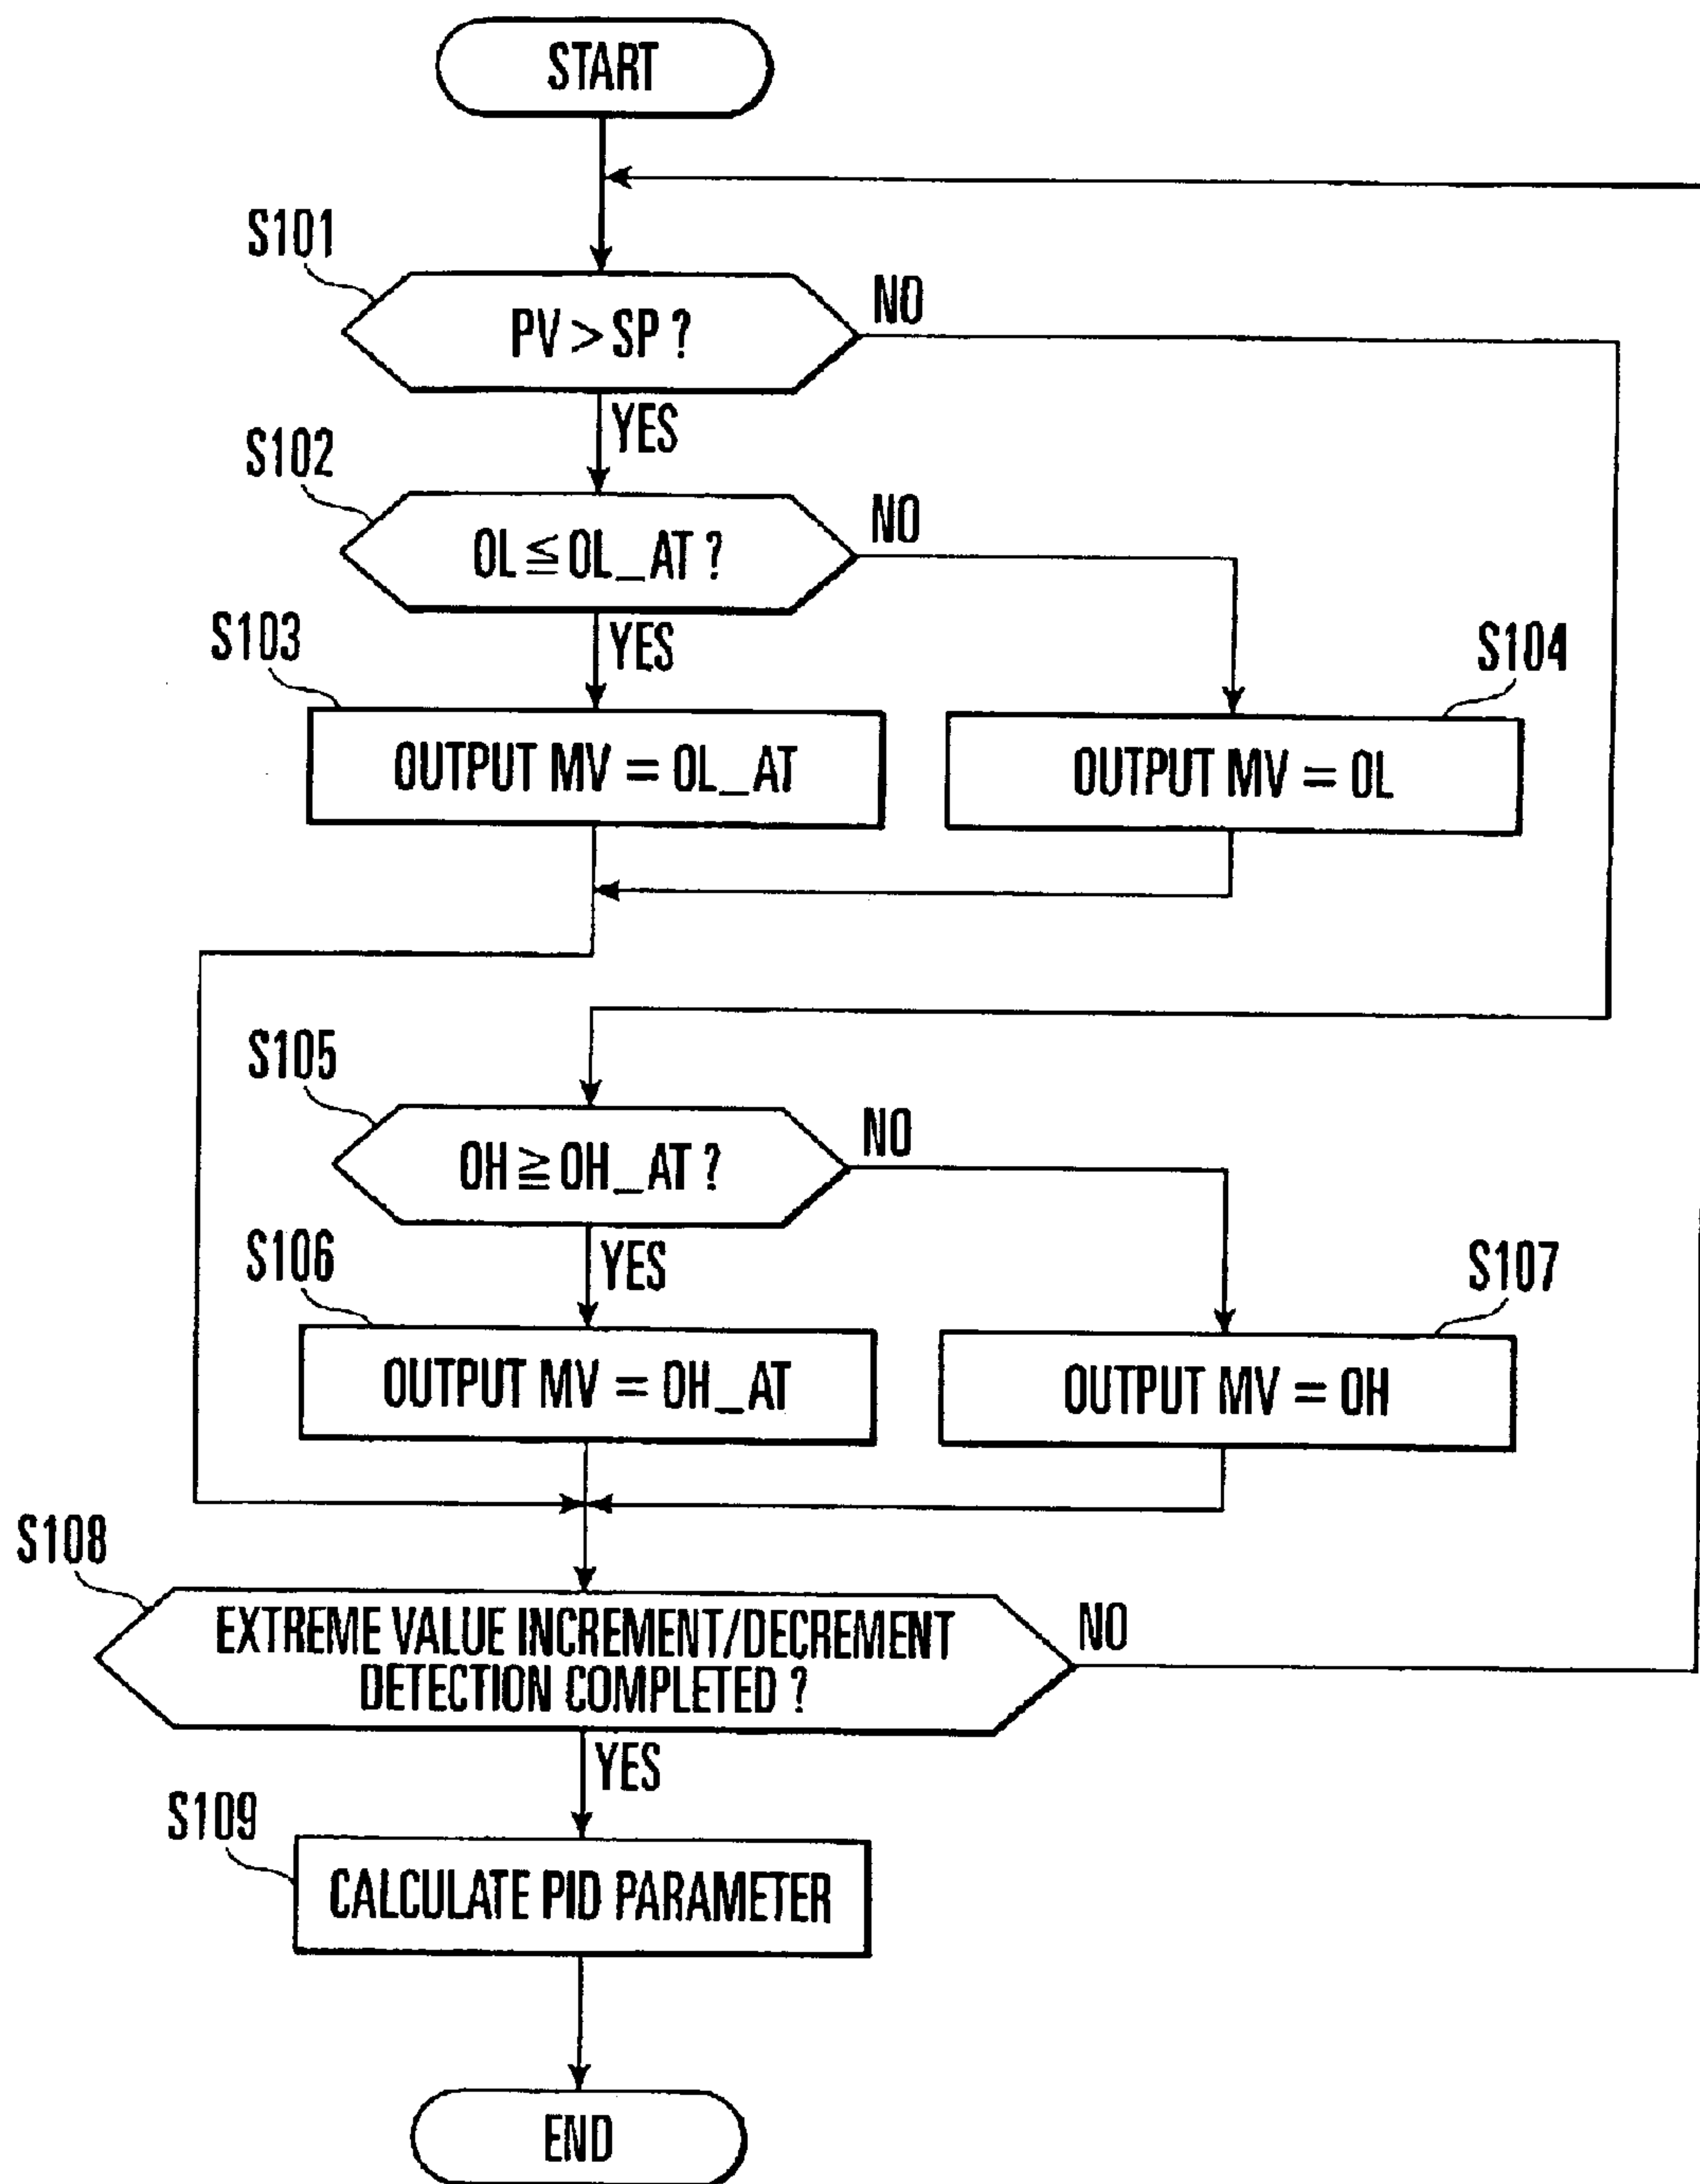 START
S101
PV > SP ?
NO
YES
S102
OL ≦ OL_AT ?
NO
YES
S103
OUTPUT MV = OL_AT
S104
OUTPUT MV = OL
S105
OH ≧ OH_AT ?
NO
YES
S106
OUTPUT MV = OH_AT
S107
OUTPUT MV = OH
S108
EXTREME VALUE INCREMENT/DECREMENT
DETECTION COMPLETED ?
NO
YES
S109
CALCULATE PID PARAMETER
END